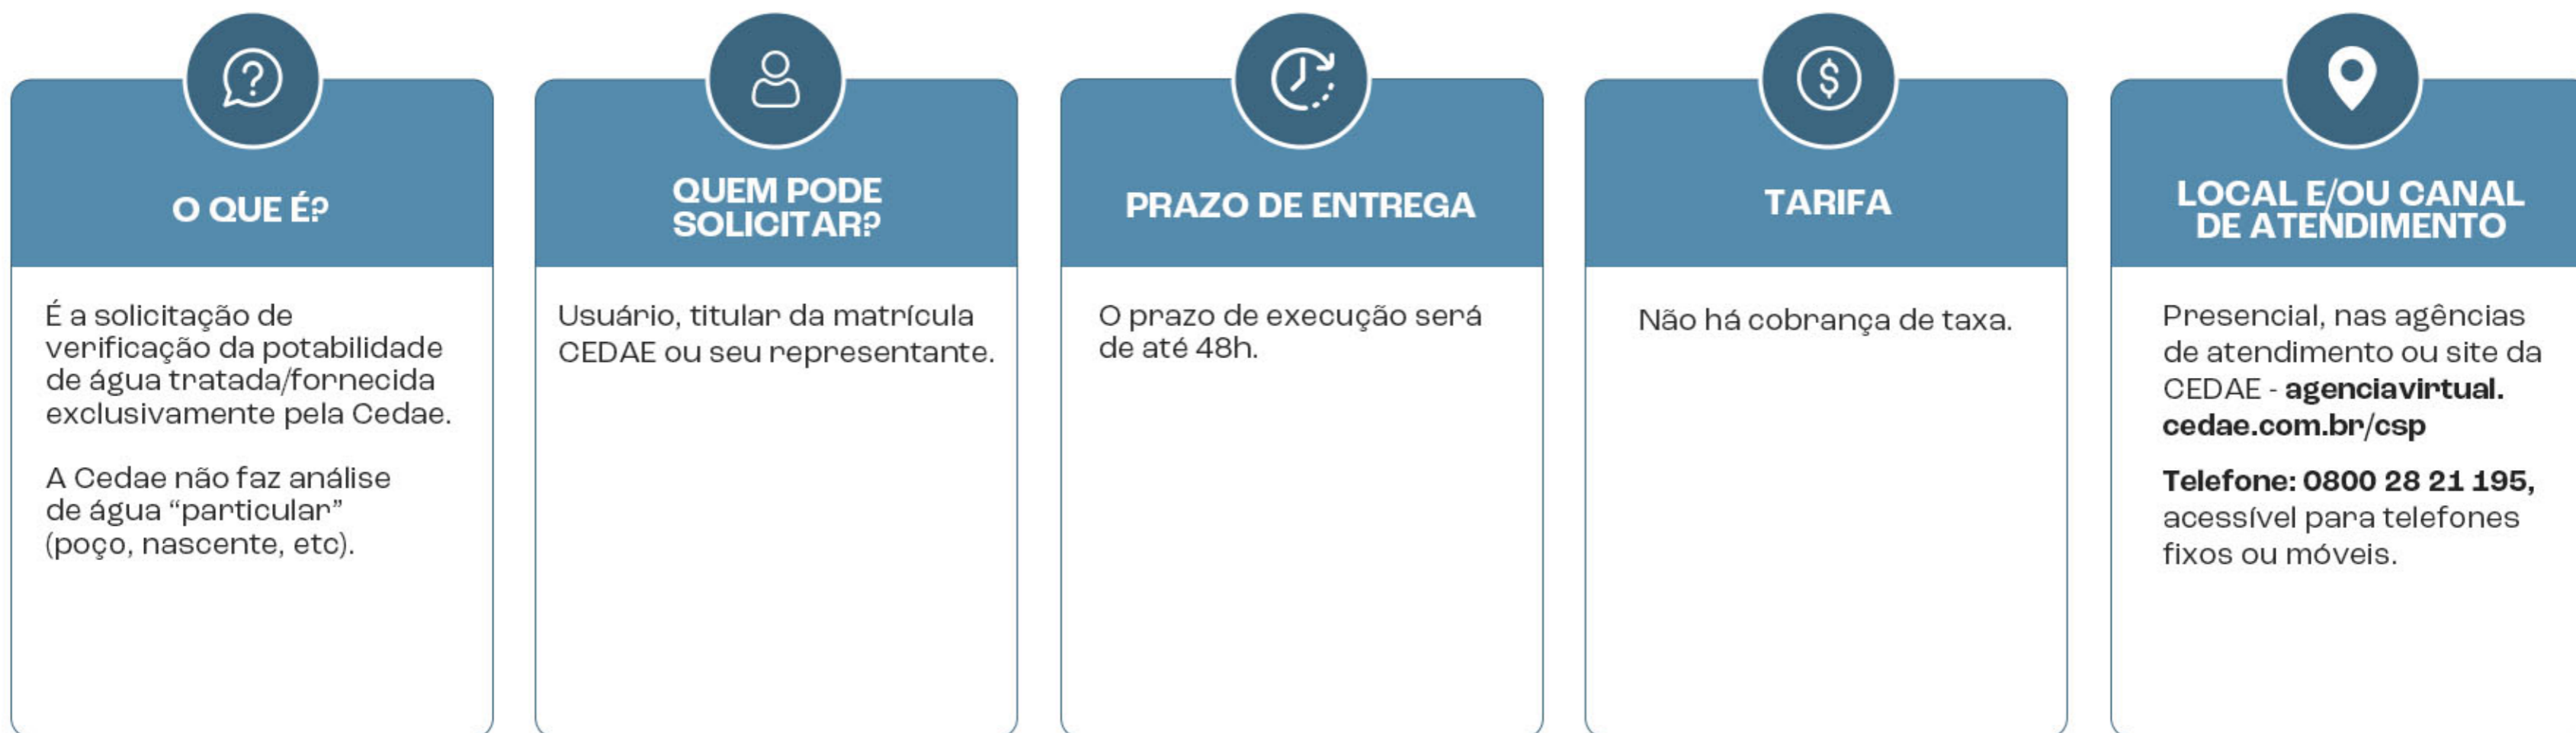 O QUE É?
É a solicitação de
verificação da potabilidade
de água tratada/fornecida
exclusivamente pela Cedae.
A Cedae não faz análise
de água “particular”
(poço, nascente, etc).
QUEM PODE
SOLICITAR?
Usuário, titular da matrícula
CEDAE ou seu representante.
PRAZO DE ENTREGA
O prazo de execução será
de até 48h.
TARIFA
Não há cobrança de taxa.
LOCAL E/OU CANAL
DE ATENDIMENTO
Presencial, nas agências
de atendimento ou site da
CEDAE - agenciavirtual.
cedae.com.br/csp
Telefone: 0800 28 21 195,
acessível para telefones
fixos ou móveis.